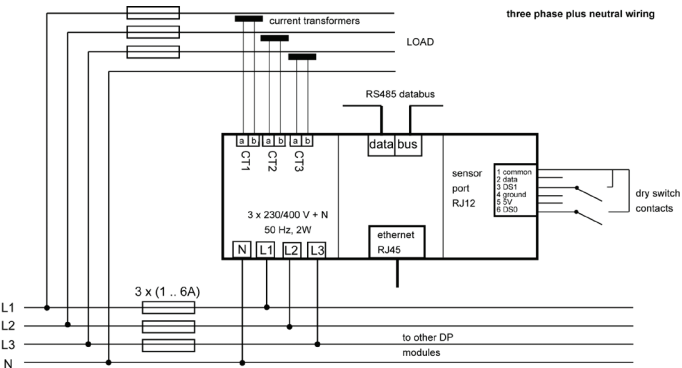 three phase plus neutral wiring
current transformers
LOAD
RS485 databus
a b a b a b
CT1 CT2 CT3
data bus
sensor
port
RJ12
1 common
2 data
3 DS1
4 ground
5 5V
6 DS0
dry switch
contacts
3 x 230/400 V + N
50 Hz, 2W
N L1 L2 L3
ethernet
RJ45
3 x (1 .. 6A)
L1
L2
L3
N
to other DP
modules